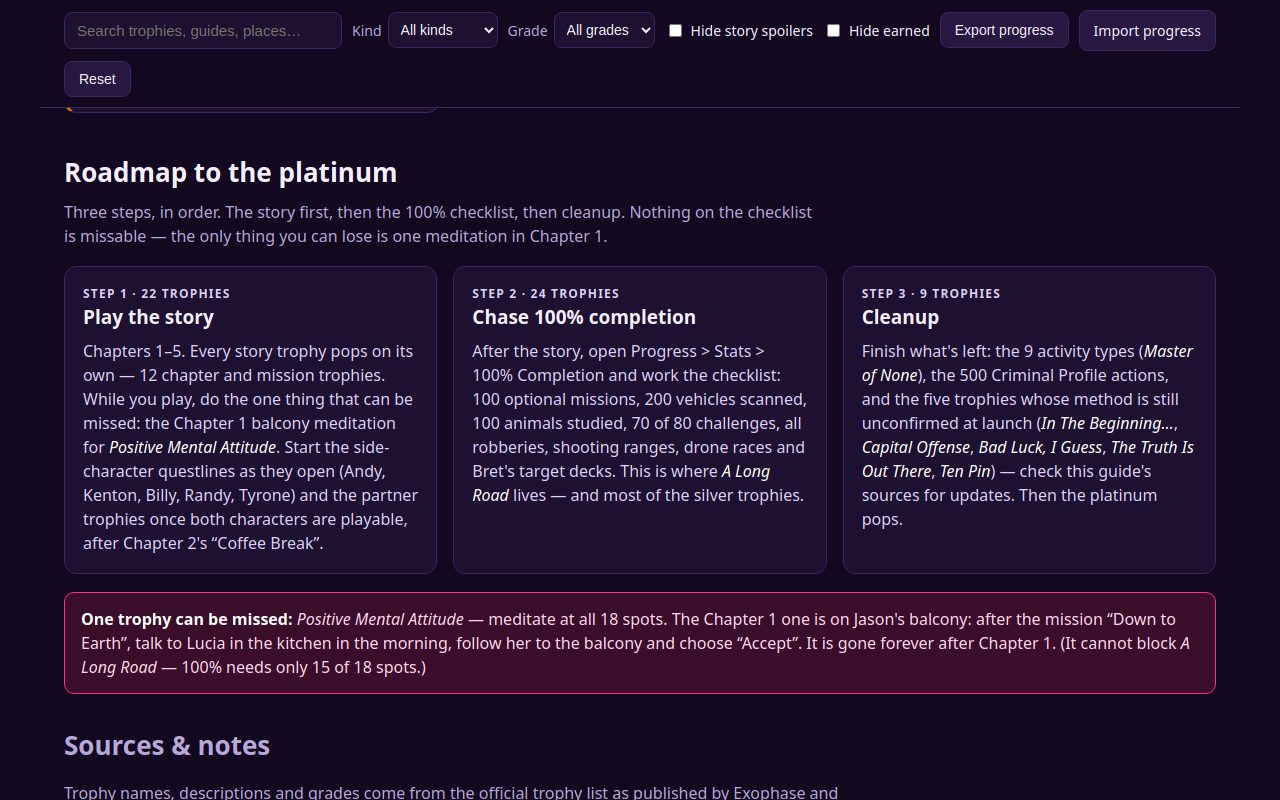 Search trophies, guides, places…
Kind
All kinds
Grade
All grades
Hide story spoilers
Hide earned
Export progress
Import progress
Reset
Roadmap to the platinum
Three steps, in order. The story first, then the 100% checklist, then cleanup. Nothing on the checklist
is missable — the only thing you can lose is one meditation in Chapter 1.
STEP 1 · 22 TROPHIES
Play the story
Chapters 1–5. Every story trophy pops on its
own — 12 chapter and mission trophies.
While you play, do the one thing that can be
missed: the Chapter 1 balcony meditation
for Positive Mental Attitude. Start the side-
character questlines as they open (Andy,
Kenton, Billy, Randy, Tyrone) and the partner
trophies once both characters are playable,
after Chapter 2's “Coffee Break”.
STEP 2 · 24 TROPHIES
Chase 100% completion
After the story, open Progress > Stats >
100% Completion and work the checklist:
100 optional missions, 200 vehicles scanned,
100 animals studied, 70 of 80 challenges, all
robberies, shooting ranges, drone races and
Bret's target decks. This is where A Long
Road lives — and most of the silver trophies.
STEP 3 · 9 TROPHIES
Cleanup
Finish what's left: the 9 activity types (Master
of None), the 500 Criminal Profile actions,
and the five trophies whose method is still
unconfirmed at launch (In The Beginning…,
Capital Offense, Bad Luck, I Guess, The Truth Is
Out There, Ten Pin) — check this guide's
sources for updates. Then the platinum
pops.
One trophy can be missed: Positive Mental Attitude — meditate at all 18 spots. The Chapter 1 one is on Jason's balcony: after the mission “Down to
Earth”, talk to Lucia in the kitchen in the morning, follow her to the balcony and choose “Accept”. It is gone forever after Chapter 1. (It cannot block A
Long Road — 100% needs only 15 of 18 spots.)
Sources & notes
Trophy names, descriptions and grades come from the official trophy list as published by Exophase and